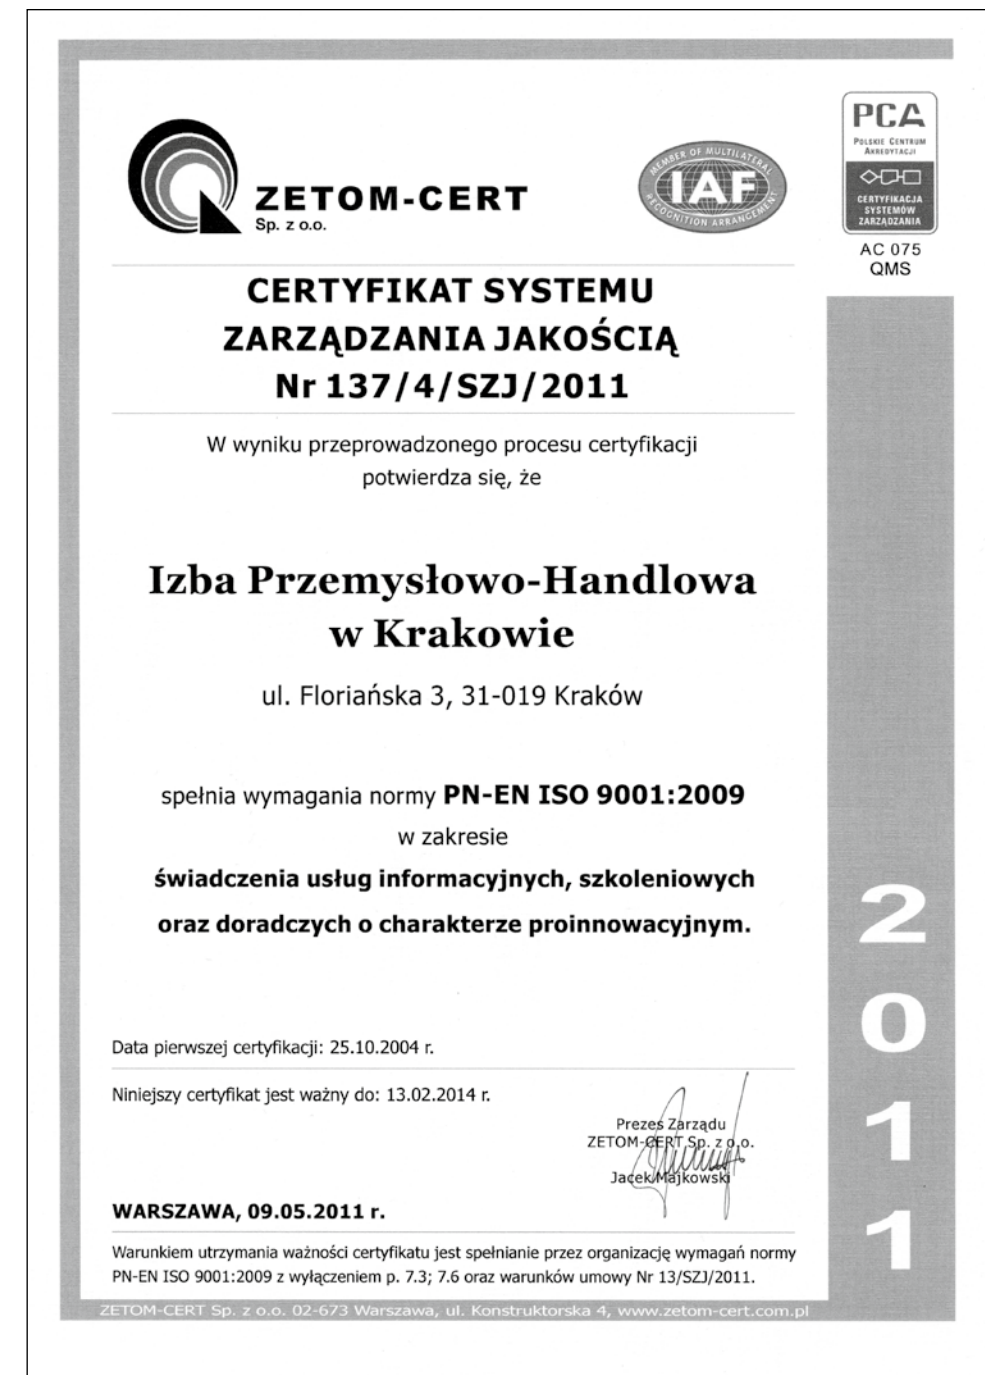 ZETOM-CERT
Sp. z o.o.
MEMBER OF MULTILATERAL
IAF
RECOGNITION ARRANGEMENT
PCA
POLSKIE CENTRUM
AKREDYTACJI
CERTYFIKACJA
SYSTEMÓW
ZARZĄDZANIA
AC 075
QMS
CERTYFIKAT SYSTEMU
ZARZĄDZANIA JAKOŚCIĄ
Nr 137/4/SZJ/2011
W wyniku przeprowadzonego procesu certyfikacji
potwierdza się, że
Izba Przemysłowo-Handlowa
w Krakowie
ul. Floriańska 3, 31-019 Kraków
spełnia wymagania normy PN-EN ISO 9001:2009
w zakresie
świadczenia usług informacyjnych, szkoleniowych
oraz doradczych o charakterze proinnowacyjnym.
Data pierwszej certyfikacji: 25.10.2004 r.
Niniejszy certyfikat jest ważny do: 13.02.2014 r.
Prezes Zarządu
ZETOM-CERT Sp. z o.o.
Jacek Majkowski
WARSZAWA, 09.05.2011 r.
Warunkiem utrzymania ważności certyfikatu jest spełnianie przez organizację wymagań normy
PN-EN ISO 9001:2009 z wyłączeniem p. 7.3; 7.6 oraz warunków umowy Nr 13/SZJ/2011.
ZETOM-CERT Sp. z o.o. 02-673 Warszawa, ul. Konstruktorska 4, www.zetom-cert.com.pl
2
0
1
1